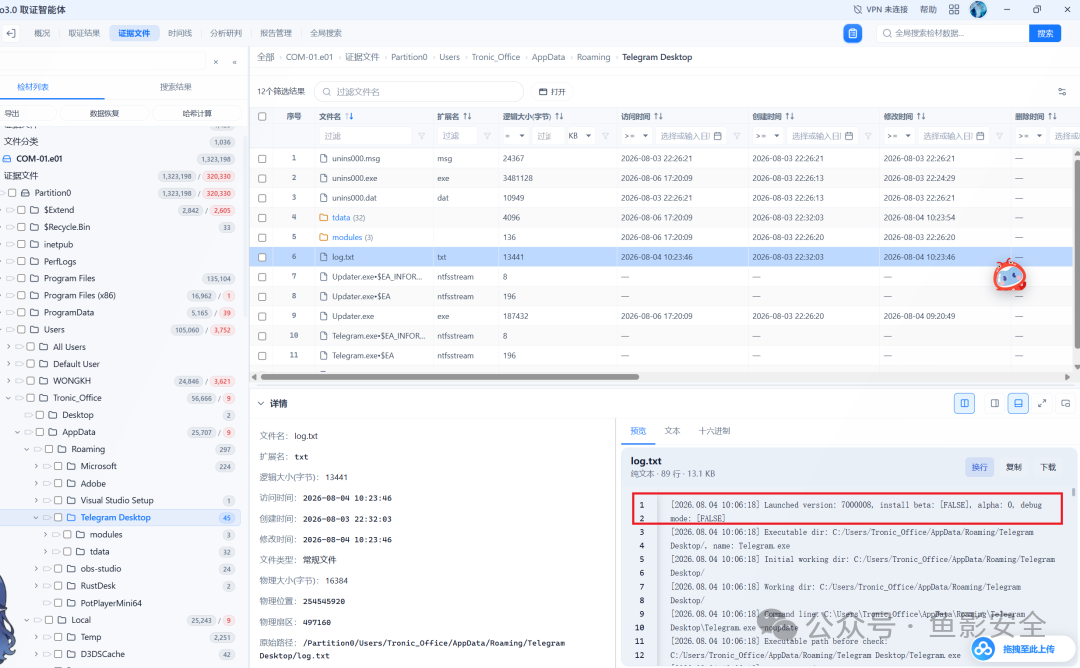 o3.0 取证智能体
VPN 未连接 帮助
概况 取证结果 证据文件 时间线 分析研判 报告管理 全局搜索
全局搜索检材数据... 搜索
检材列表 搜索结果
导出 数据恢复 哈希计算
文件分类 1,036
COM-01.e01 1,323,198
证据文件 1,323,198 / 320,330
Partition0 1,323,198 / 320,330
$Extend 2,842 / 2,605
$Recycle.Bin 33
inetpub
PerfLogs
Program Files 135,104
Program Files (x86) 16,962 / 1
ProgramData 5,165 / 39
Users 105,060 / 3,752
All Users
Default User
WONGKH 24,846 / 3,621
Tronic_Office 56,666 / 9
Desktop 2
AppData 25,707 / 9
Roaming 297
Microsoft 224
Adobe
Visual Studio Setup 1
Telegram Desktop 45
modules 3
tdata 32
obs-studio 24
RustDesk 2
PotPlayerMini64
Local 25,243 / 9
Temp 2,251
D3DSCache 42
全部 › COM-01.e01 › 证据文件 › Partition0 › Users › Tronic_Office › AppData › Roaming › Telegram Desktop
12个筛选结果 过滤文件名 打开
序号 文件名 扩展名 逻辑大小(字节) 访问时间 创建时间 修改时间 删除时间
过滤 过滤 = 过滤 KB >= 选择或输入日 >= 选择或输入日 >= 选择或输入日 >= 选择或
1 unins000.msg msg 24367 2026-08-03 22:26:21 2026-08-03 22:26:21 2026-08-03 22:26:21 —
2 unins000.exe exe 3481128 2026-08-03 22:26:21 2026-08-03 22:26:13 2026-08-03 22:24:29 —
3 unins000.dat dat 10949 2026-08-03 22:26:21 2026-08-03 22:26:13 2026-08-03 22:26:21 —
4 tdata (32) 4096 2026-08-06 17:20:09 2026-08-03 22:32:03 2026-08-04 10:23:54 —
5 modules (3) 136 2026-08-06 17:20:09 2026-08-03 22:26:20 2026-08-03 22:26:20 —
6 log.txt txt 13441 2026-08-04 10:23:46 2026-08-03 22:32:03 2026-08-04 10:23:46 —
7 Updater.exe•$EA_INFOR... ntfsstream 8 — — — —
8 Updater.exe•$EA ntfsstream 196 — — — —
9 Updater.exe exe 187432 2026-08-06 17:20:09 2026-08-03 22:26:20 2026-08-04 09:20:49 —
10 Telegram.exe•$EA_INFOR... ntfsstream 8 — — — —
11 Telegram.exe•$EA ntfsstream 196 — — — —
详情
文件名: log.txt
扩展名: txt
逻辑大小(字节): 13441
访问时间: 2026-08-04 10:23:46
创建时间: 2026-08-03 22:32:03
修改时间: 2026-08-04 10:23:46
文件类型: 常规文件
物理大小(字节): 16384
物理位置: 254545920
物理扇区: 497160
原始路径: /Partition0/Users/Tronic_Office/AppData/Roaming/Telegram
Desktop/log.txt
预览 文本 十六进制
log.txt
纯文本 · 89 行 · 13.1 KB
换行 复制 下载
1 [2026.08.04 10:06:18] Launched version: 7000008, install beta: [FALSE], alpha: 0, debug
2 mode: [FALSE]
3 [2026.08.04 10:06:18] Executable dir: C:/Users/Tronic_Office/AppData/Roaming/Telegram
4 Desktop/, name: Telegram.exe
5 [2026.08.04 10:06:18] Initial working dir: C:/Users/Tronic_Office/AppData/Roaming/Telegram
6 Desktop/
7 [2026.08.04 10:06:18] Working dir: C:/Users/Tronic_Office/AppData/Roaming/Telegram
8 Desktop/
9 [2026.08.04 10:06:18] Command line: C:\Users\Tronic_Office\AppData\Roaming\Telegram
10 Desktop\Telegram.exe -noupdate
11 [2026.08.04 10:06:18] Executable path before check:
12 C:/Users/Tronic_Office/AppData/Roaming/Telegram Desktop/Telegram.exe
公众号 · 鱼影安全
拖拽至此上传